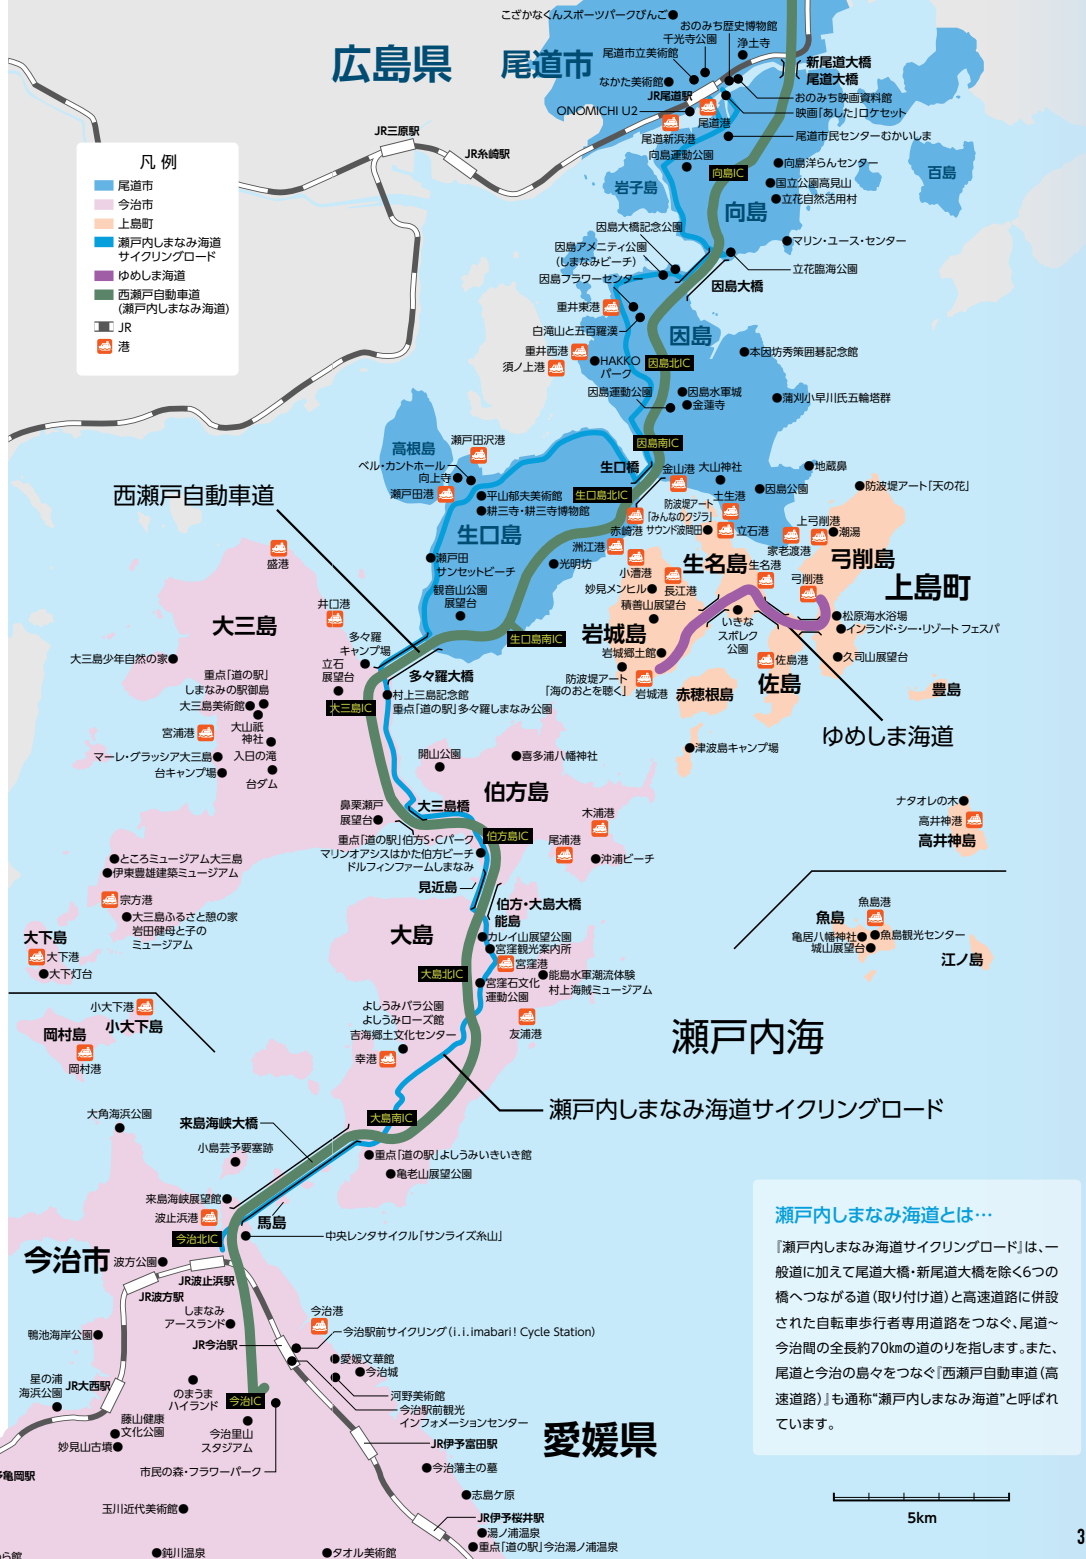 こざかなくんスポーツパークびんご
おのみち歴史博物館
千光寺公園
浄土寺
尾道市立美術館
広島県
尾道市
新尾道大橋
尾道大橋
なかた美術館
JR尾道駅
おのみち映画資料館
ONOMICHI U2
映画「あした」ロケセット
尾道港
尾道新浜港
尾道市民センターむかいしま
JR三原駅
JR糸崎駅
向島運動公園
向島洋らんセンター
向島IC
百島
国立公園高見山
岩子島
立花自然活用村
向島
凡例
尾道市
今治市
上島町
瀬戸内しまなみ海道
サイクリングロード
ゆめしま海道
西瀬戸自動車道
(瀬戸内しまなみ海道)
JR
港
因島大橋記念公園
マリン・ユース・センター
因島アメニティ公園
(しまなみビーチ)
立花臨海公園
因島フラワーセンター
因島大橋
重井東港
白滝山と五百羅漢
因島
重井西港
本因坊秀策囲碁記念館
須ノ上港
HAKKO
パーク
因島北IC
因島運動公園
因島水軍城
金蓮寺
蒲刈小早川氏五輪塔群
因島南IC
高根島
瀬戸田沢港
ベル・カントホール
向上寺
瀬戸田港
生口橋
金山港
大山神社
地蔵鼻
平山郁夫美術館
耕三寺・耕三寺博物館
生口島北IC
因島公園
防波堤アート「天の花」
西瀬戸自動車道
防波堤アート
「みんなのクジラ」
サウンド波間田
土生港
赤崎港
立石港
上弓削港
潮湯
家老渡港
生口島
洲江港
生名島
弓削島
盛港
瀬戸田
サンセットビーチ
光明坊
小漕港
長江港
生名港
弓削港
上島町
妙見メンヒル
観音山公園
展望台
積善山展望台
井口港
いきな
スポレク
公園
松原海水浴場
インランド・シー・リゾート フェスパ
大三島
多々羅
キャンプ場
生口島南IC
岩城島
岩城郷土館
大三島少年自然の家
立石
展望台
多々羅大橋
防波堤アート
「海のおとを聴く」
岩城港
佐島港
久司山展望台
佐島
重点「道の駅」
しまなみの駅御島
大三島美術館
大三島IC
村上三島記念館
重点「道の駅」多々羅しまなみ公園
赤穂根島
豊島
宮浦港
大山祇
神社
ゆめしま海道
マーレ・グラッシア大三島
入日の滝
台キャンプ場
台ダム
開山公園
喜多浦八幡神社
津波島キャンプ場
伯方島
鼻栗瀬戸
展望台
大三島橋
木浦港
ナタオレの木
高井神港
高井神島
伯方島IC
重点「道の駅」伯方S・Cパーク
マリンオアシスはかた伯方ビーチ
ドルフィンファームしまなみ
尾浦港
沖浦ビーチ
ところミュージアム大三島
伊東豊雄建築ミュージアム
見近島
宗方港
伯方・大島大橋
能島
大三島ふるさと憩の家
岩田健母と子の
ミュージアム
大島
カレイ山展望公園
宮窪観光案内所
魚島港
魚島
亀居八幡神社
魚島観光センター
城山展望台
江ノ島
大下島
大下港
大下灯台
大島北IC
宮窪港
宮窪石文化
運動公園
能島水軍潮流体験
村上海賊ミュージアム
小大下港
小大下島
岡村島
岡村港
よしうみバラ公園
よしうみローズ館
吉海郷土文化センター
友浦港
瀬戸内海
幸港
瀬戸内しまなみ海道サイクリングロード
大角海浜公園
来島海峡大橋
大島南IC
小島芸予要塞跡
重点「道の駅」よしうみいきいき館
亀老山展望公園
来島海峡展望館
波止浜港
馬島
今治北IC
中央レンタサイクル「サンライズ糸山」
今治市
波方公園
JR波止浜駅
JR波方駅
瀬戸内しまなみ海道とは…
『瀬戸内しまなみ海道サイクリングロード』は、一
般道に加えて尾道大橋・新尾道大橋を除く6つの
橋へつながる道(取り付け道)と高速道路に併設
された自転車歩行者専用道路をつなぐ、尾道~
今治間の全長約70kmの道のりを指します。また、
尾道と今治の島々をつなぐ『西瀬戸自動車道(高
速道路)』も通称“瀬戸内しまなみ海道”と呼ばれ
ています。
しまなみ
アースランド
今治港
鴨池海岸公園
JR今治駅
今治駅前サイクリング(i.i.imabari! Cycle Station)
愛媛文華館
今治城
星の浦
海浜公園
JR大西駅
のまうま
ハイランド
今治IC
河野美術館
今治駅前観光
インフォメーションセンター
藤山健康
文化公園
妙見山古墳
今治里山
スタジアム
愛媛県
JR伊予富田駅
亀岡駅
市民の森・フラワーパーク
今治藩主の墓
玉川近代美術館
志島ケ原
JR伊予桜井駅
湯ノ浦温泉
重点「道の駅」今治湯ノ浦温泉
5km
鈍川温泉
タオル美術館
3